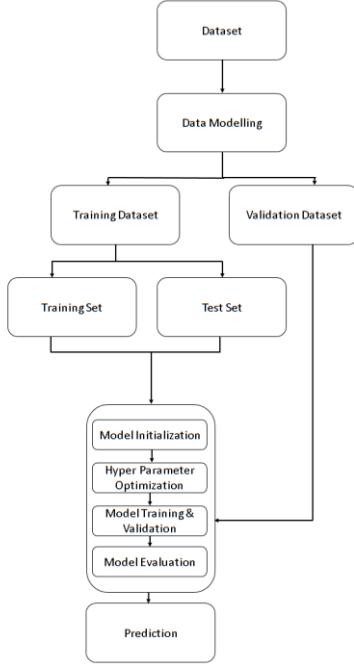 Dataset
Data Modelling
Training Dataset
Validation Dataset
Training Set
Test Set
Model Initialization
Hyper Parameter
Optimization
Model Training &
Validation
Model Evaluation
Prediction